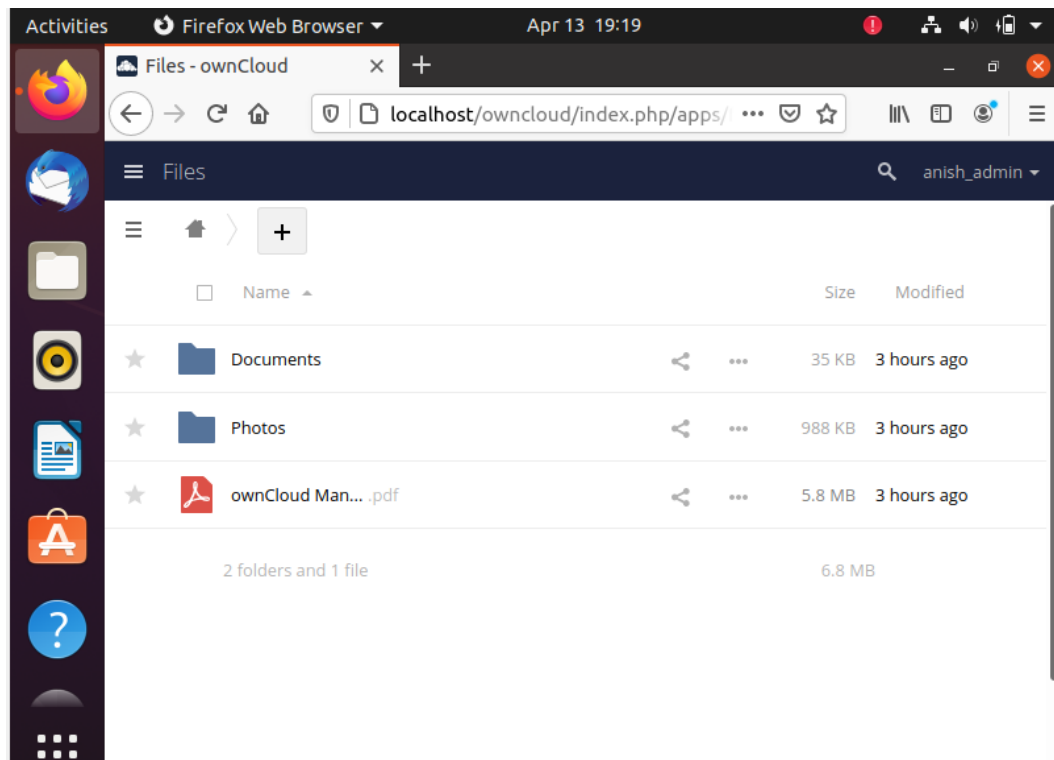 Activities Firefox Web Browser Apr 13 19:19
Files - ownCloud
localhost/owncloud/index.php/apps/
Files anish_admin
Name Size Modified
Documents 35 KB 3 hours ago
Photos 988 KB 3 hours ago
ownCloud Man... .pdf 5.8 MB 3 hours ago
2 folders and 1 file 6.8 MB